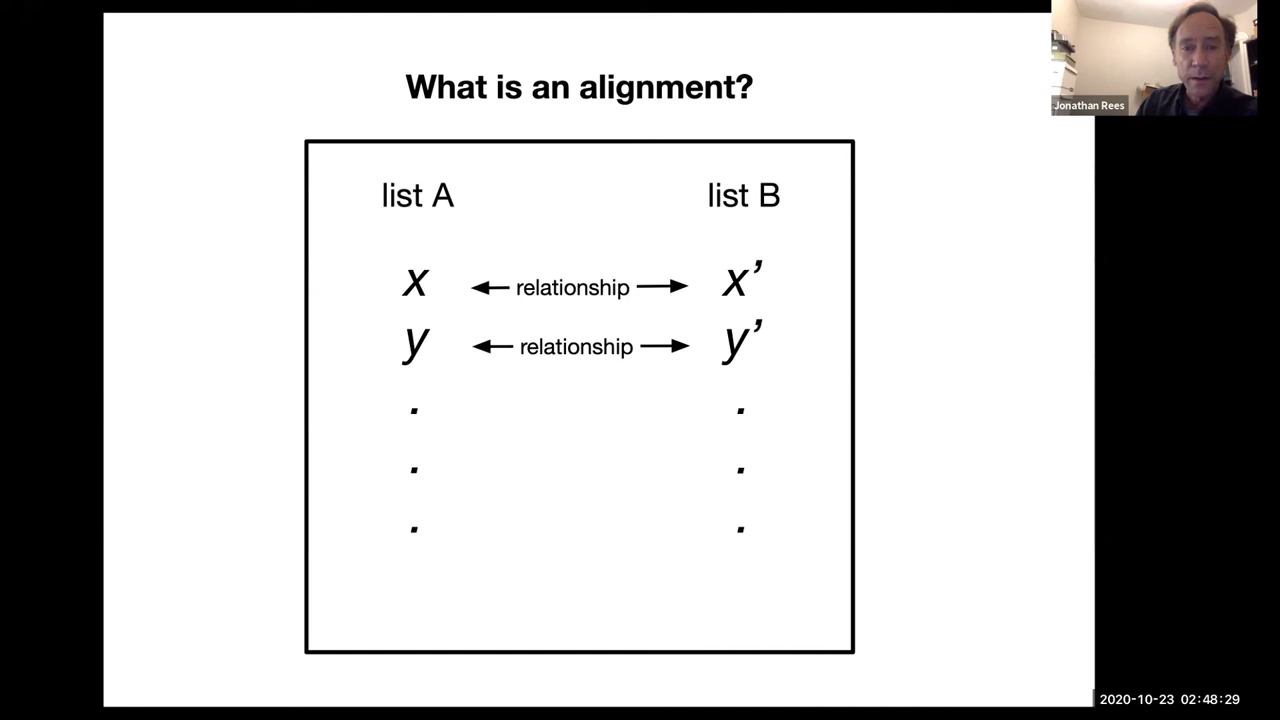 What is an alignment?
Jonathan Rees
list A list B
x relationship x’
y relationship y’
. .
. .
. .
2020-10-23 02:48:29